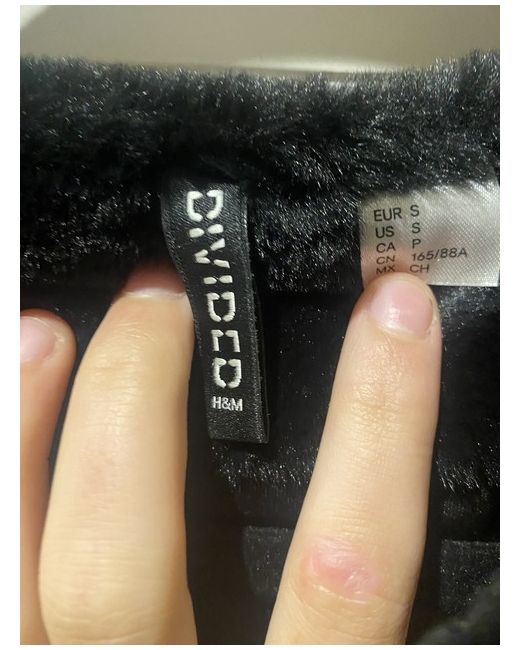 DIVIDED
H&M
EUR S
US S
CA P
CN 165/88A
MX CH